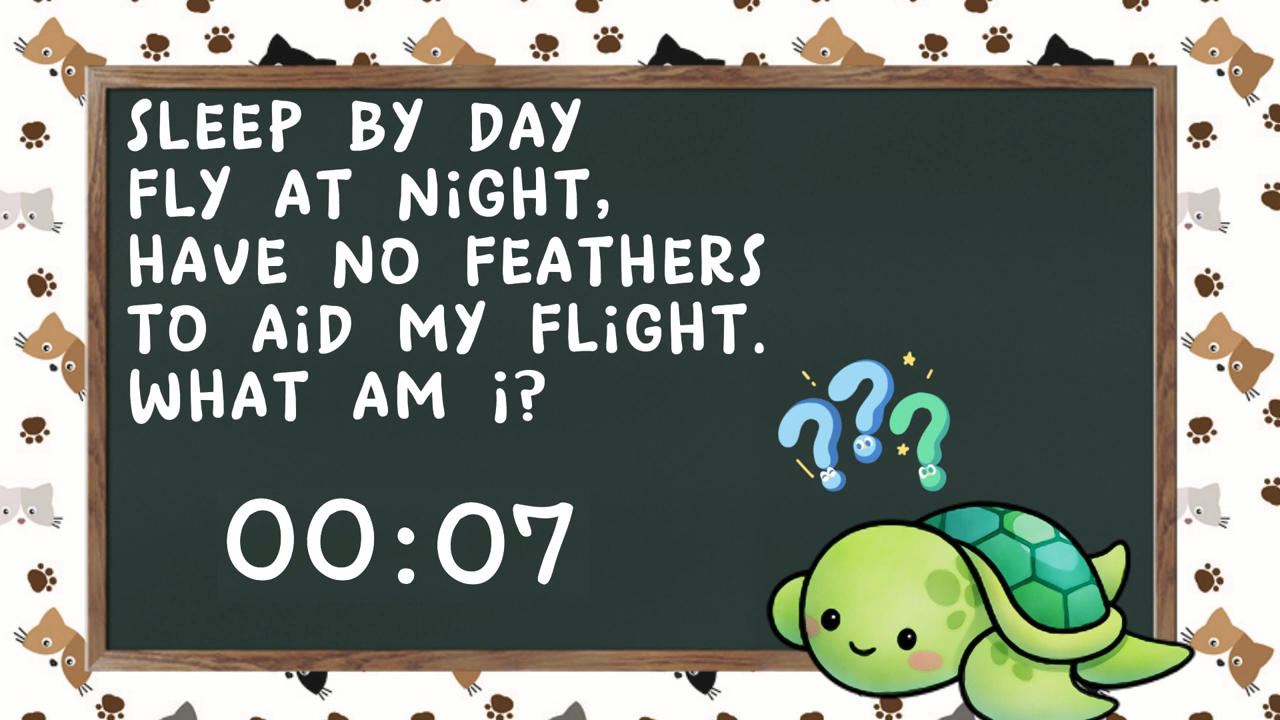 SLEEP BY DAY
FLY AT NiGHT,
HAVE NO FEATHERS
TO AiD MY FLiGHT.
WHAT AM i?
00:07
???